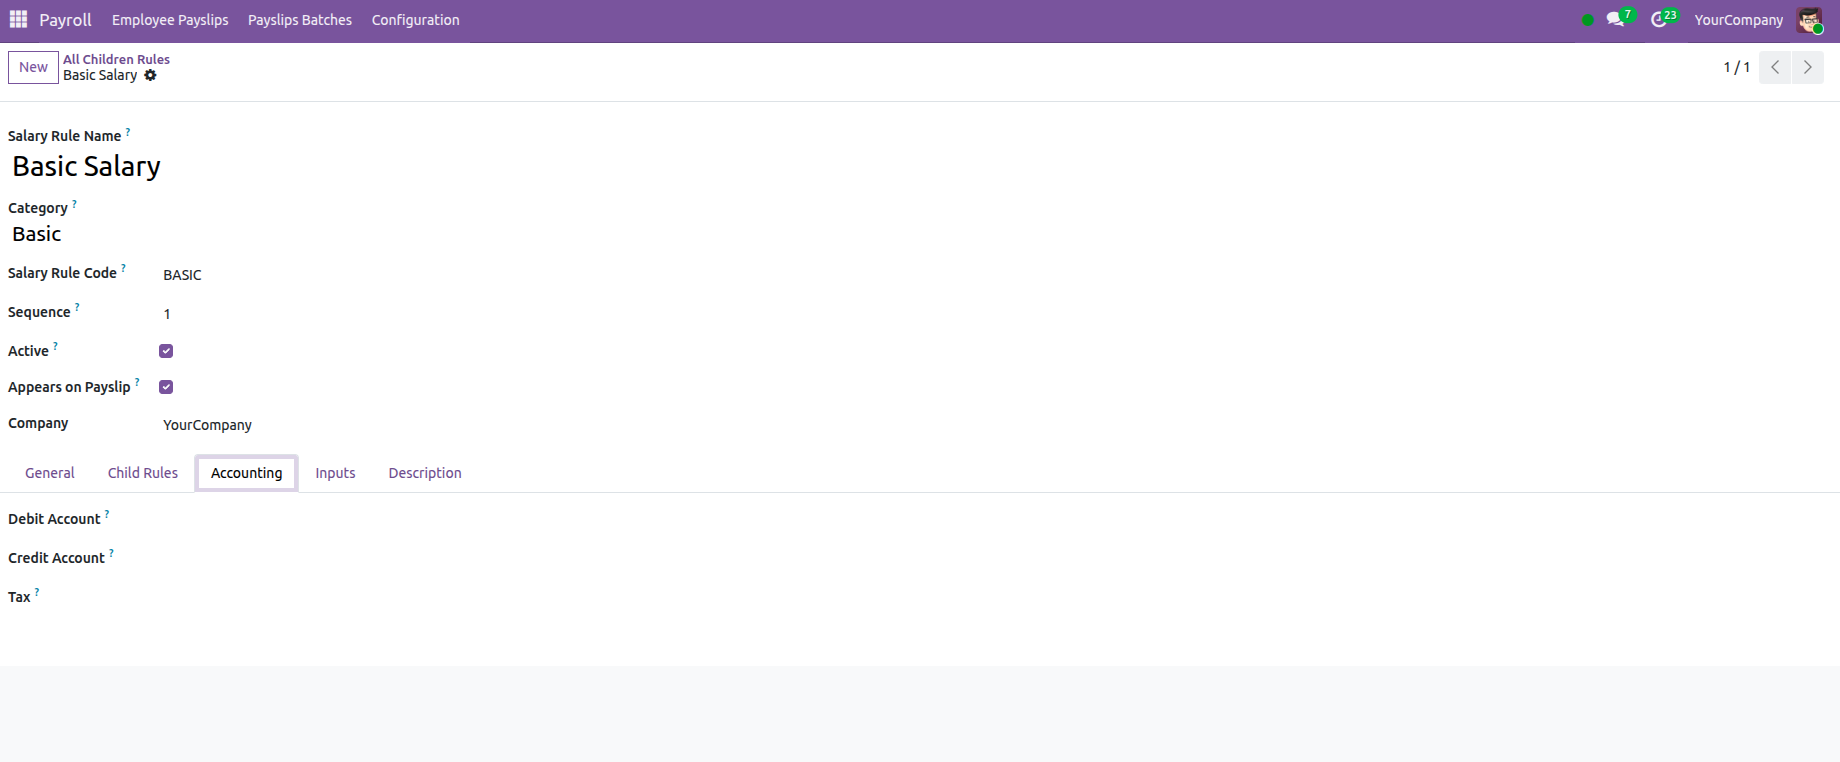 Payroll Employee Payslips Payslips Batches Configuration 7 23 YourCompany
New All Children Rules
Basic Salary
1 / 1
Salary Rule Name ?
Basic Salary
Category ?
Basic
Salary Rule Code ? BASIC
Sequence ? 1
Active ?
Appears on Payslip ?
Company YourCompany
General Child Rules Accounting Inputs Description
Debit Account ?
Credit Account ?
Tax ?